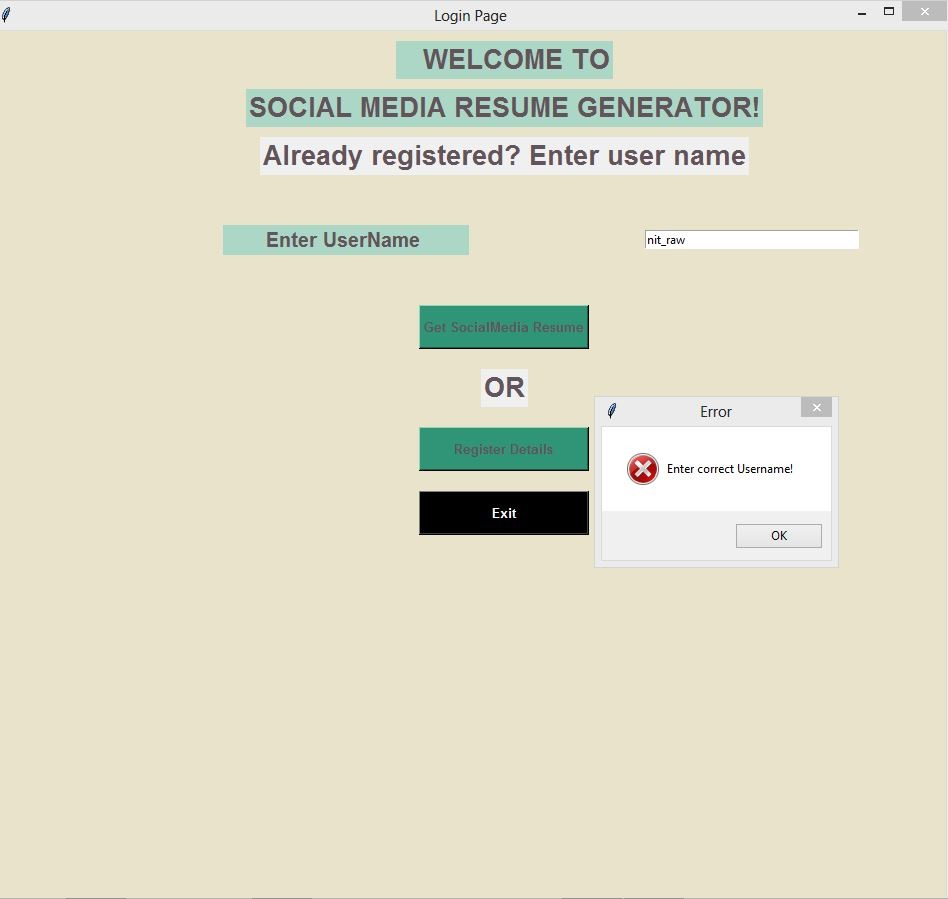 Login Page
WELCOME TO
SOCIAL MEDIA RESUME GENERATOR!
Already registered? Enter user name
Enter UserName
nit_raw
Get SocialMedia Resume
OR
Register Details
Exit
Error
Enter correct Username!
OK